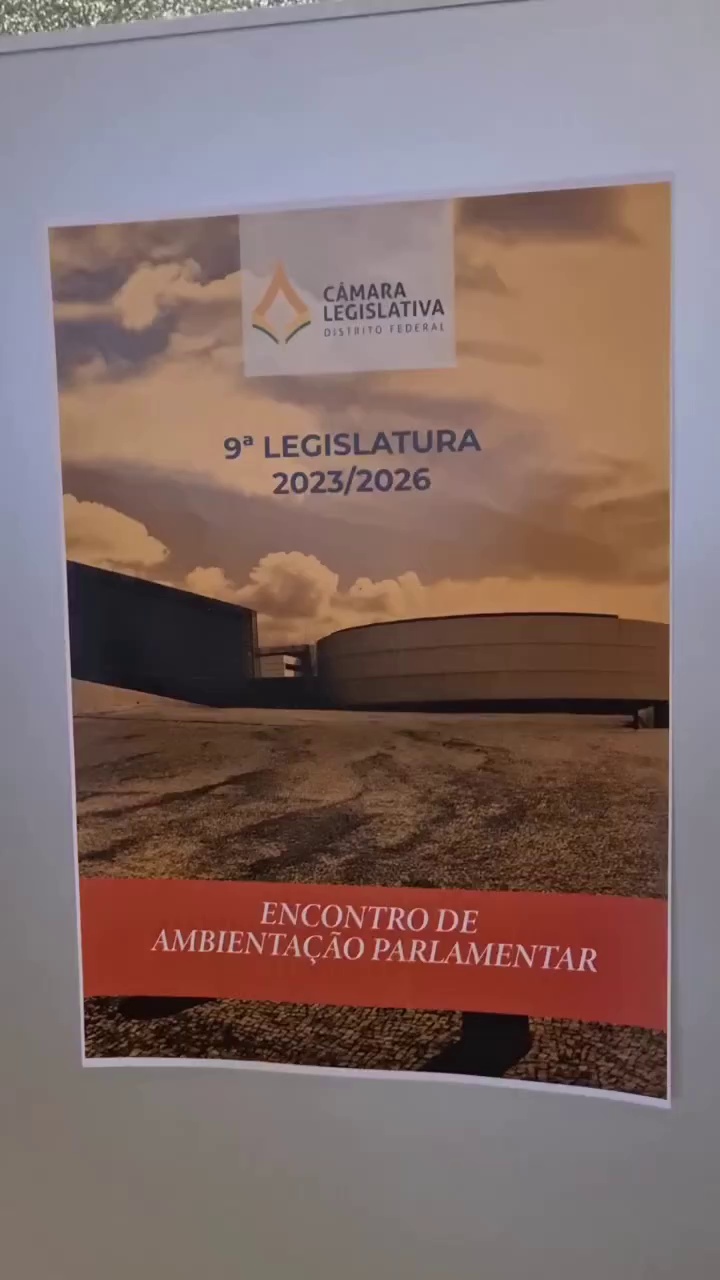 CÂMARA
LEGISLATIVA
DISTRITO FEDERAL
9ª LEGISLATURA
2023/2026
ENCONTRO DE
AMBIENTAÇÃO PARLAMENTAR